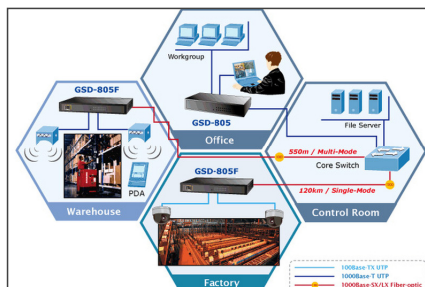 Workgroup
GSD-805
Office
GSD-805F
PDA
Warehouse
File Server
550m / Multi-Mode
Core Switch
120km / Single-Mode
Control Room
GSD-805F
Factory
100Base-TX UTP
1000Base-T UTP
1000Base-SX/LX Fiber-optic